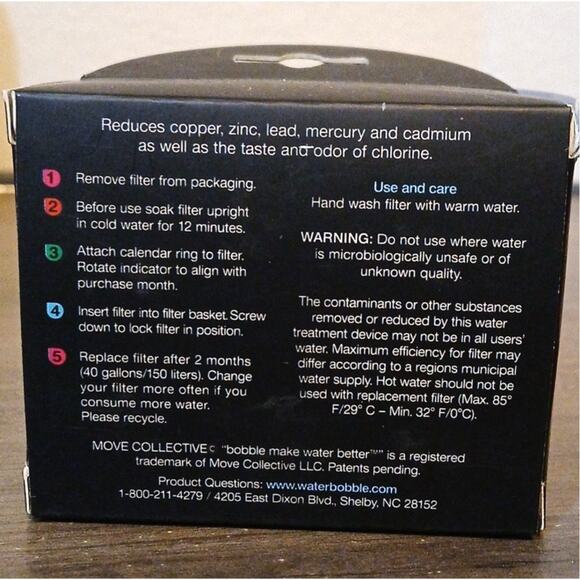 Reduces copper, zinc, lead, mercury and cadmium
as well as the taste and odor of chlorine.
1 Remove filter from packaging.
2 Before use soak filter upright
in cold water for 12 minutes.
3 Attach calendar ring to filter.
Rotate indicator to align with
purchase month.
4 Insert filter into filter basket. Screw
down to lock filter in position.
5 Replace filter after 2 months
(40 gallons/150 liters). Change
your filter more often if you
consume more water.
Please recycle.
Use and care
Hand wash filter with warm water.
WARNING: Do not use where water
is microbiologically unsafe or of
unknown quality.
The contaminants or other substances
removed or reduced by this water
treatment device may not be in all users'
water. Maximum efficiency for filter may
differ according to a regions municipal
water supply. Hot water should not be
used with replacement filter (Max. 85°
F/29° C – Min. 32° F/0°C).
MOVE COLLECTIVE© "bobble make water better™" is a registered
trademark of Move Collective LLC. Patents pending.
Product Questions: www.waterbobble.com
1-800-211-4279 / 4205 East Dixon Blvd., Shelby, NC 28152